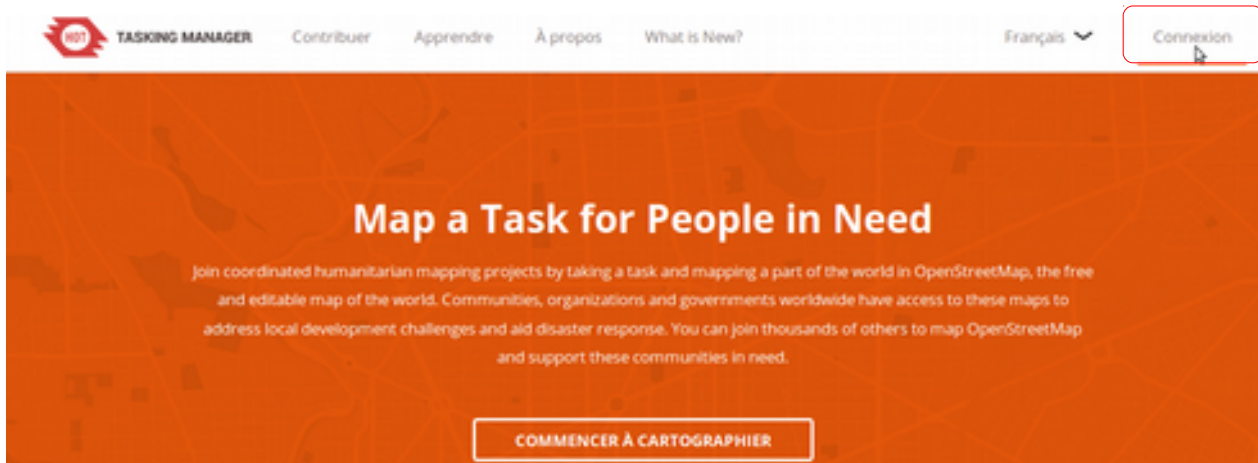 HOT TASKING MANAGER Contribuer Apprendre À propos What is New? Français Connexion
Map a Task for People in Need
Join coordinated humanitarian mapping projects by taking a task and mapping a part of the world in OpenStreetMap, the free
and editable map of the world. Communities, organizations and governments worldwide have access to these maps to
address local development challenges and aid disaster response. You can join thousands of others to map OpenStreetMap
and support these communities in need.
COMMENCER À CARTOGRAPHIER